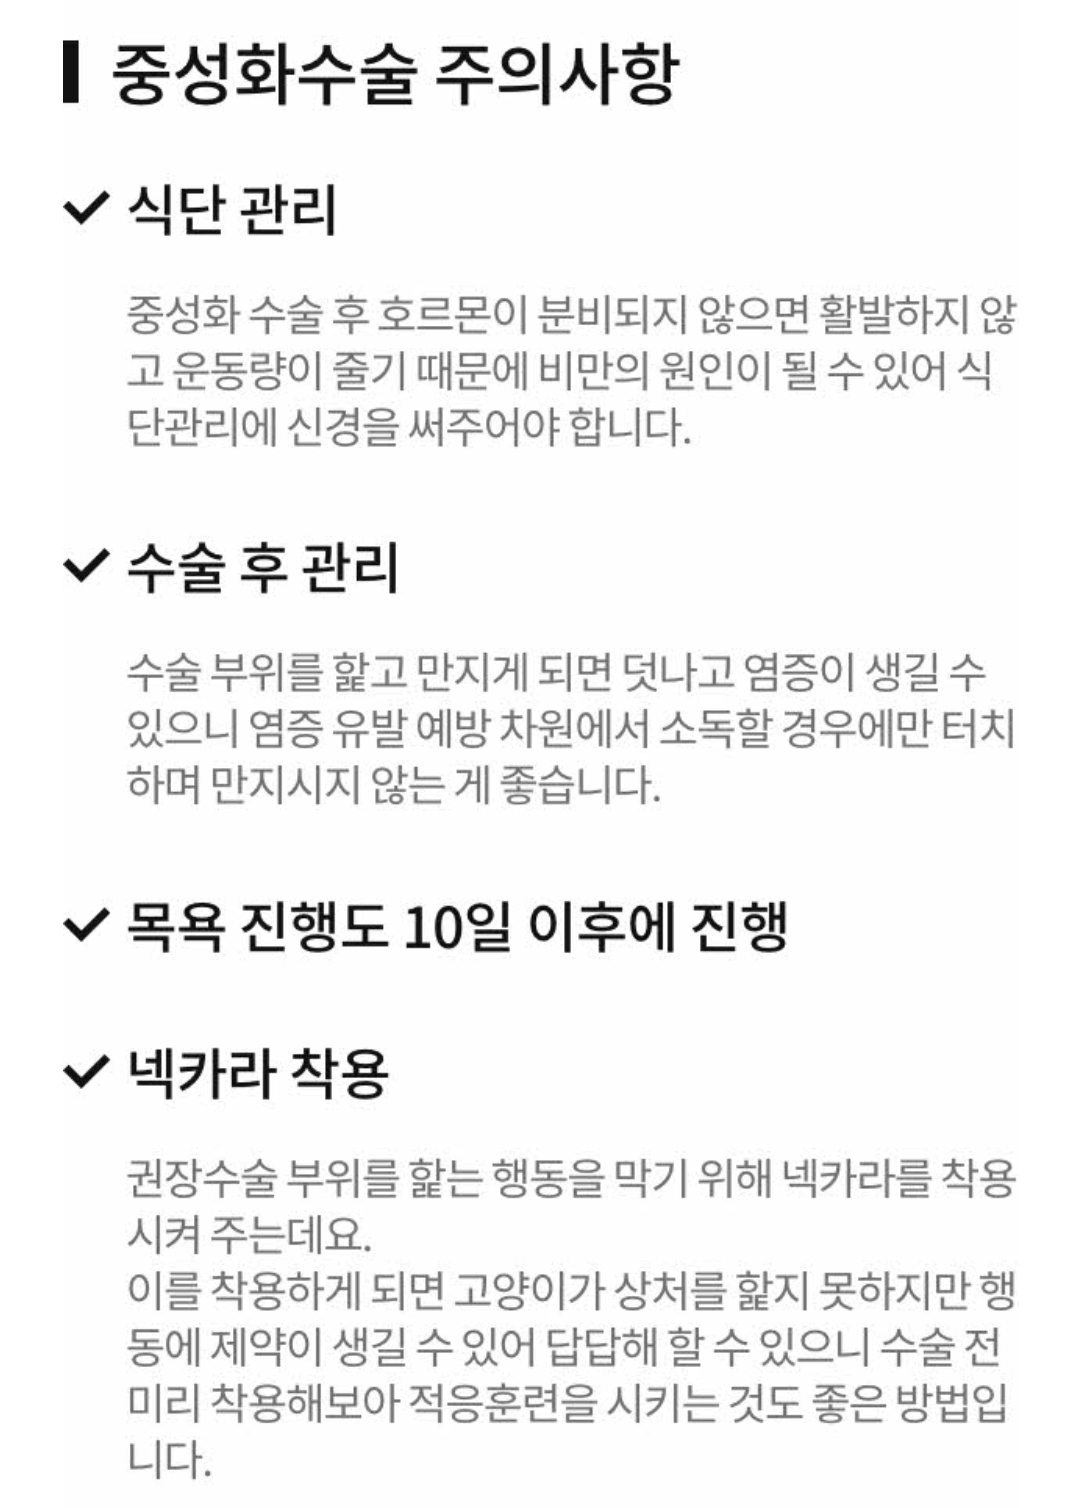 중성화수술 주의사항
식단 관리
중성화 수술 후 호르몬이 분비되지 않으면 활발하지 않
고 운동량이 줄기 때문에 비만의 원인이 될 수 있어 식
단관리에 신경을 써주어야 합니다.
수술 후 관리
수술 부위를 핥고 만지게 되면 덧나고 염증이 생길 수
있으니 염증 유발 예방 차원에서 소독할 경우에만 터치
하며 만지시지 않는 게 좋습니다.
목욕 진행도 10일 이후에 진행
넥카라 착용
권장수술 부위를 핥는 행동을 막기 위해 넥카라를 착용
시켜 주는데요.
이를 착용하게 되면 고양이가 상처를 핥지 못하지만 행
동에 제약이 생길 수 있어 답답해 할 수 있으니 수술 전
미리 착용해보아 적응훈련을 시키는 것도 좋은 방법입
니다.